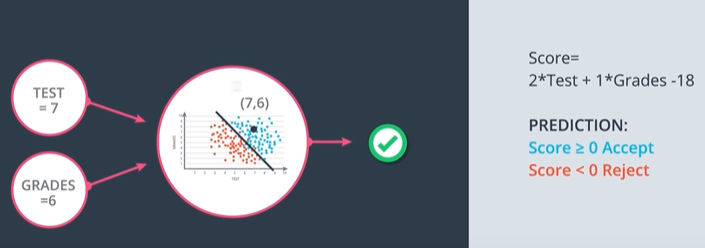 TEST
= 7
GRADES
=6
(7,6)
TEST
Score=
2*Test + 1*Grades -18
PREDICTION:
Score ≥ 0 Accept
Score < 0 Reject